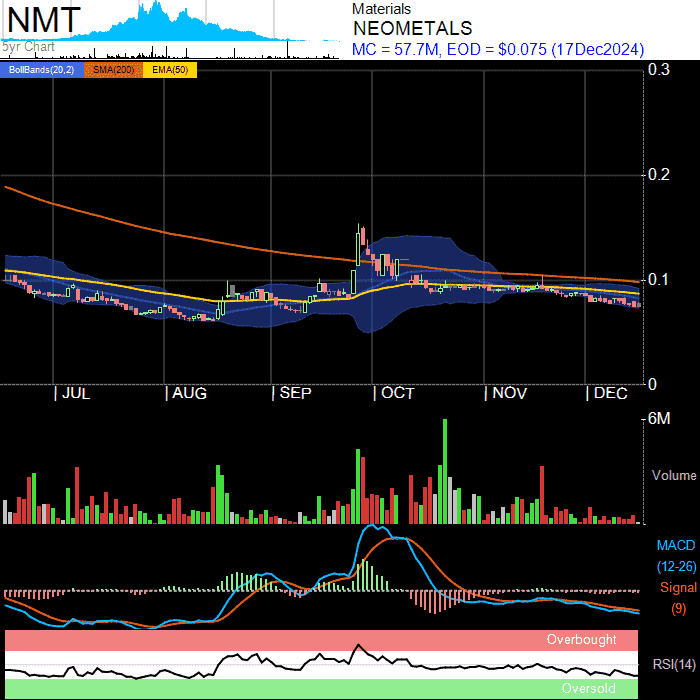 NMT
5yr Chart
Materials
NEOMETALS
MC = 57.7M, EOD = $0.075 (17Dec2024)
BollBands(20,2) SMA(200) EMA(50)
0.3
0.2
0.1
0
JUL AUG SEP OCT NOV DEC
6M
Volume
MACD
(12-26)
Signal
(9)
Overbought
RSI(14)
Oversold